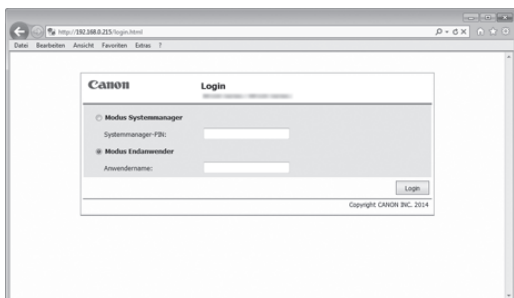 http://192.168.0.215/login.html
Datei Bearbeiten Ansicht Favoriten Extras ?
Canon
Login
Modus Systemmanager
Systemmanager-PIN:
Modus Endanwender
Anwendername:
Login
Copyright CANON INC. 2014